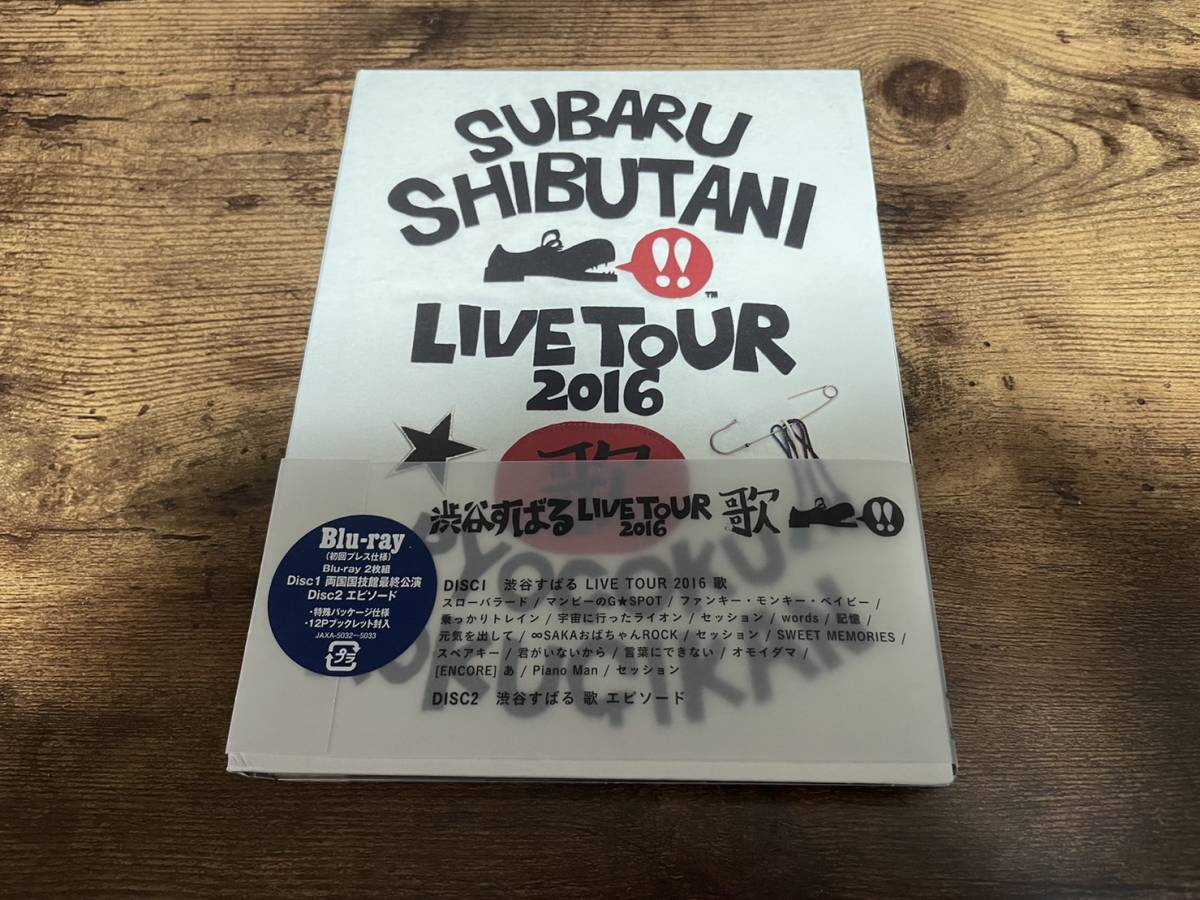 SUBARU
SHIBUTANI
!!
™
LIVE TOUR
2016
歌
渋谷すばる LIVE TOUR 2016 歌 !!
Blu-ray
(初回プレス仕様)
Blu-ray 2枚組
Disc1 両国国技館最終公演
Disc2 エピソード
・特殊パッケージ仕様
・12Pブックレット封入
JAXA-5032〜5033
プラ
DISC1 渋谷すばる LIVE TOUR 2016 歌
スローバラード / マンピーのG★SPOT / ファンキー・モンキー・ベイビー /
乗っかりトレイン / 宇宙に行ったライオン / セッション / words / 記憶 /
元気を出して / ∞SAKAおばちゃんROCK / セッション / SWEET MEMORIES /
スペアキー / 君がいないから / 言葉にできない / オモイダマ /
[ENCORE] あ / Piano Man / セッション
DISC2 渋谷すばる 歌 エピソード
RYOGOKU
KOKUGIKAN